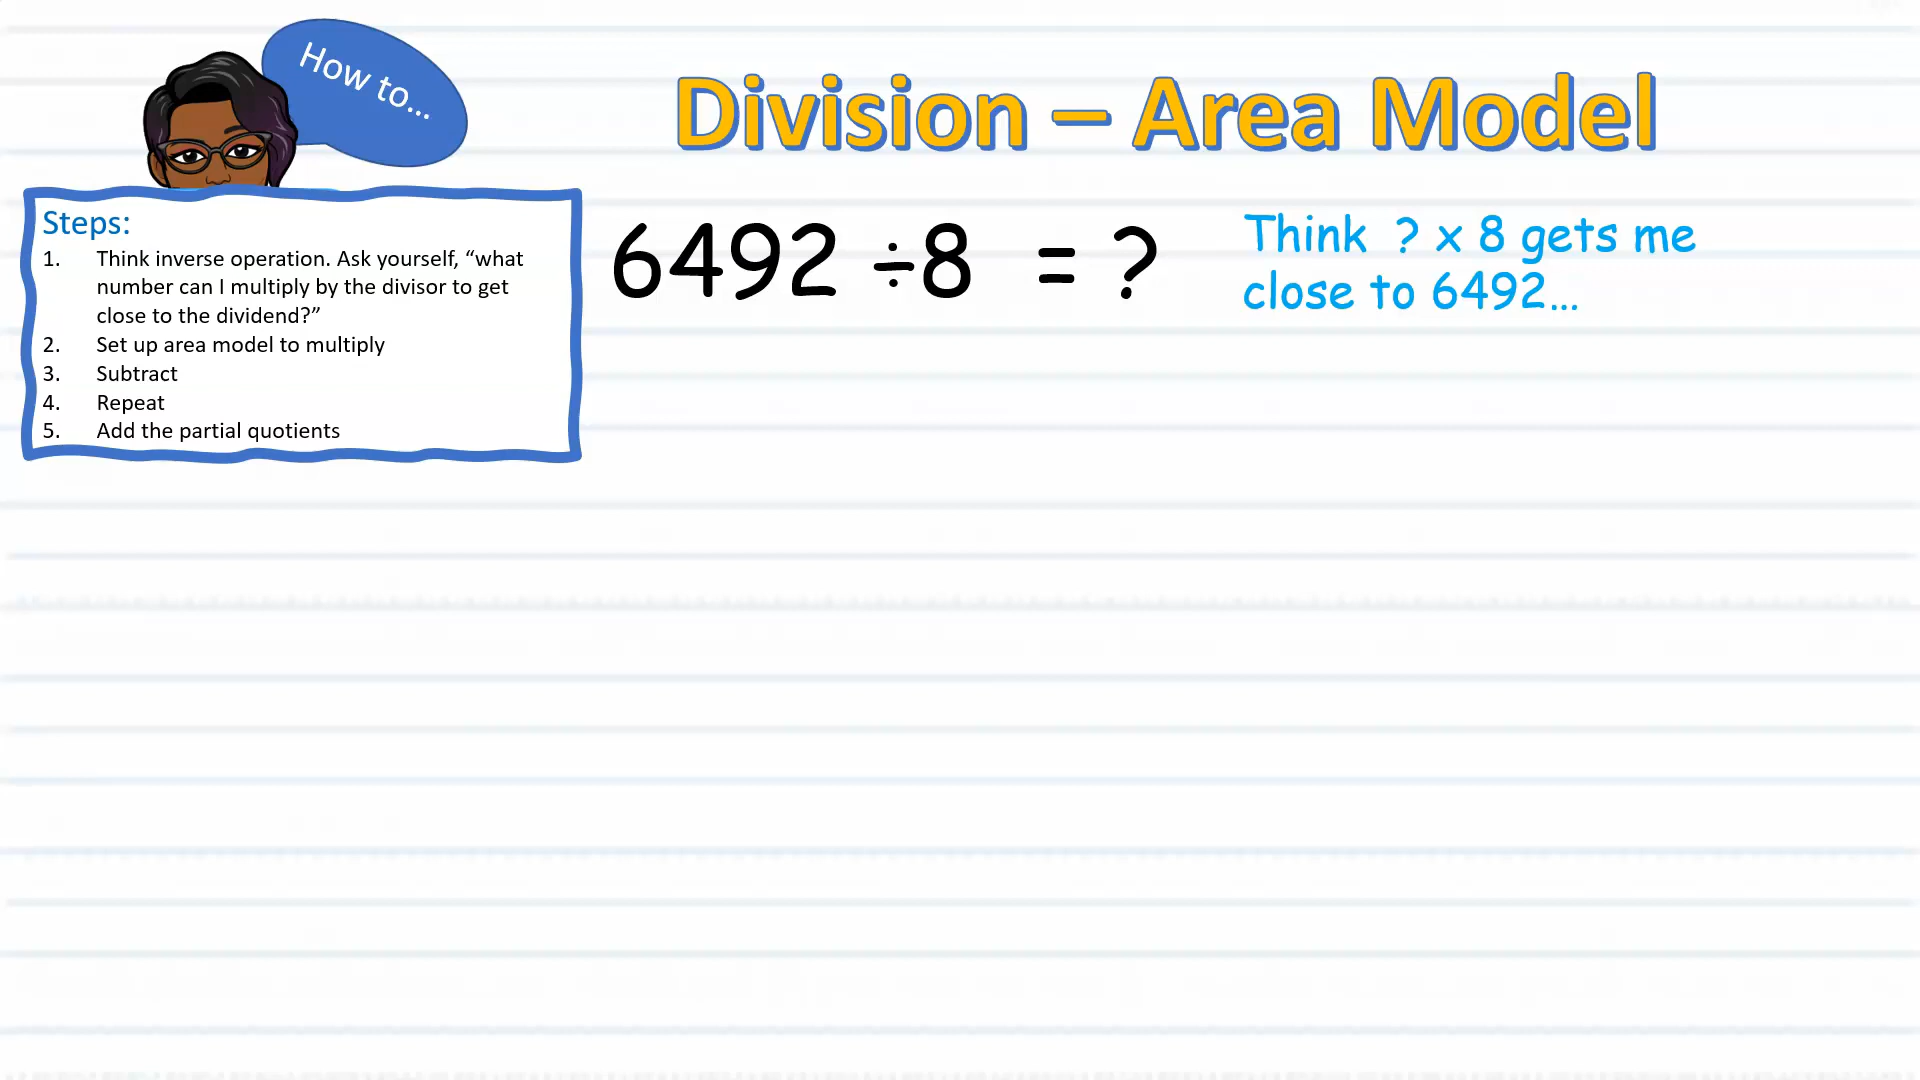 How to...
Division – Area Model
Steps:
1. Think inverse operation. Ask yourself, “what
number can I multiply by the divisor to get
close to the dividend?”
2. Set up area model to multiply
3. Subtract
4. Repeat
5. Add the partial quotients
6492 ÷8 = ?
Think ? x 8 gets me
close to 6492...